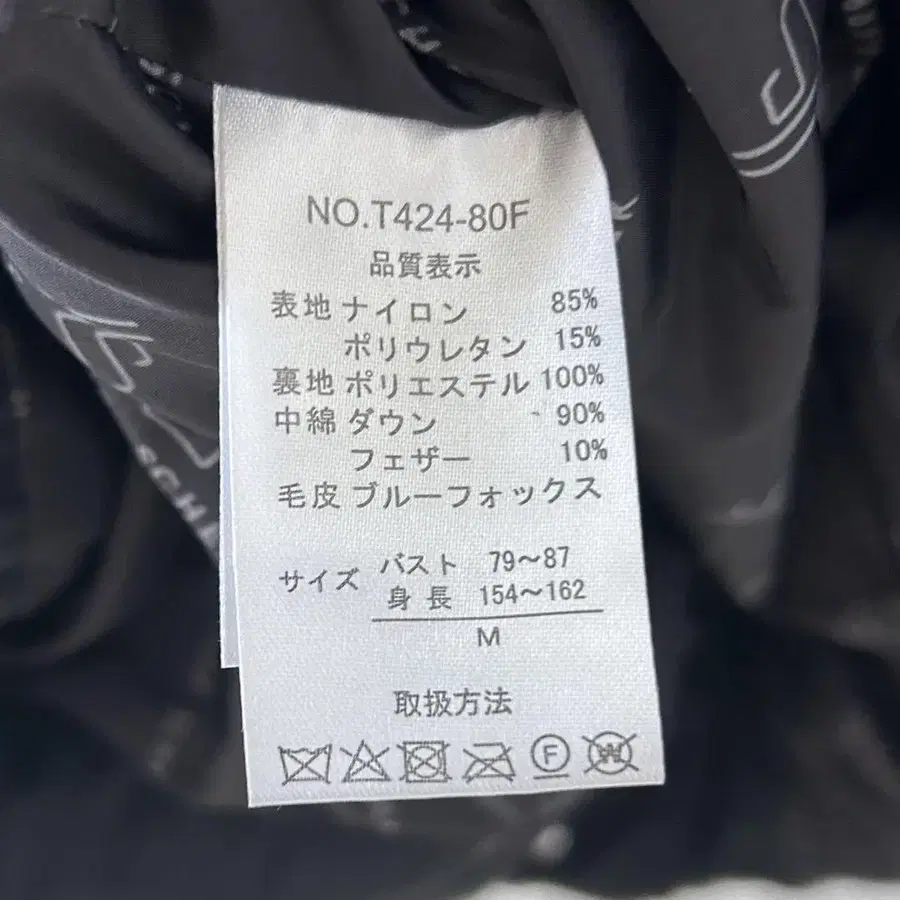 NO.T424-80F
品質表示
表地 ナイロン 85%
ポリウレタン 15%
裏地 ポリエステル 100%
中綿 ダウン 90%
フェザー 10%
毛皮 ブルーフォックス
サイズ バスト 79～87
身長 154～162
M
取扱方法
F W